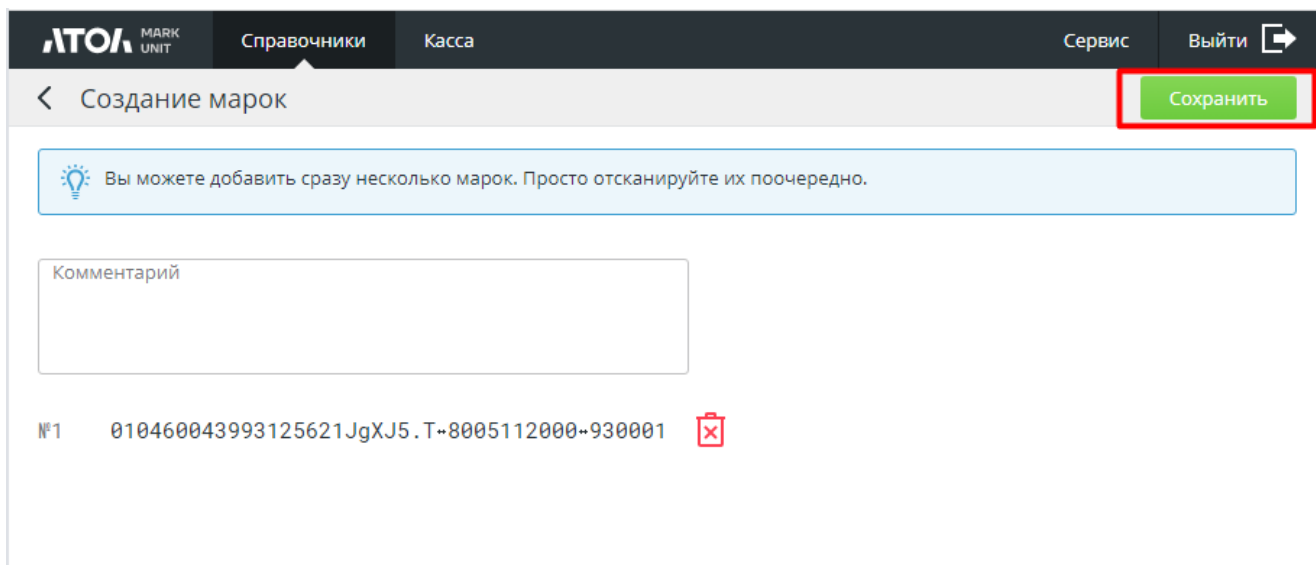 АТОЛ MARK UNIT Справочники Касса Сервис Выйти
Создание марок Сохранить
Вы можете добавить сразу несколько марок. Просто отсканируйте их поочередно.
Комментарий
№1 010460043993125621JgXJ5.T↔8005112000↔930001